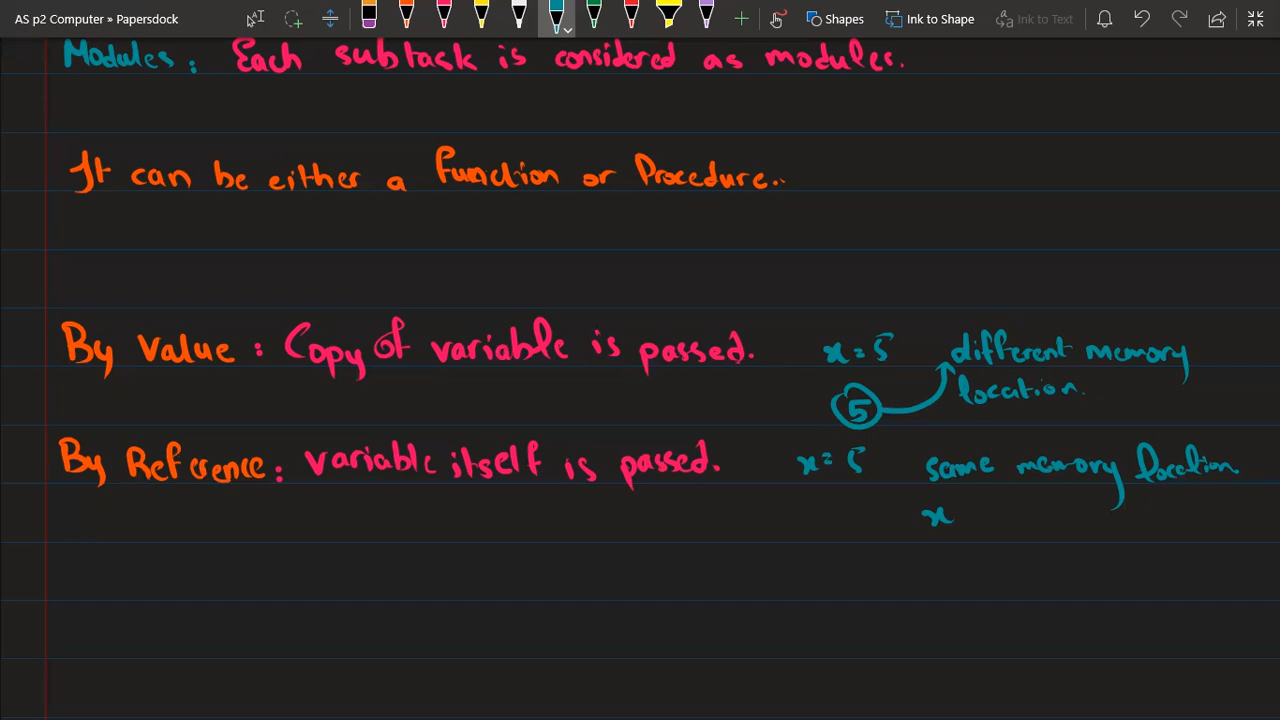 AS p2 Computer » Papersdock
Shapes
Ink to Shape
Ink to Text
Modules: Each subtask is considered as modules.
It can be either a Function or Procedure.
By Value: Copy of variable is passed.
x=5 different memory
5 location.
By Reference: variable itself is passed.
x=5 same memory location
x